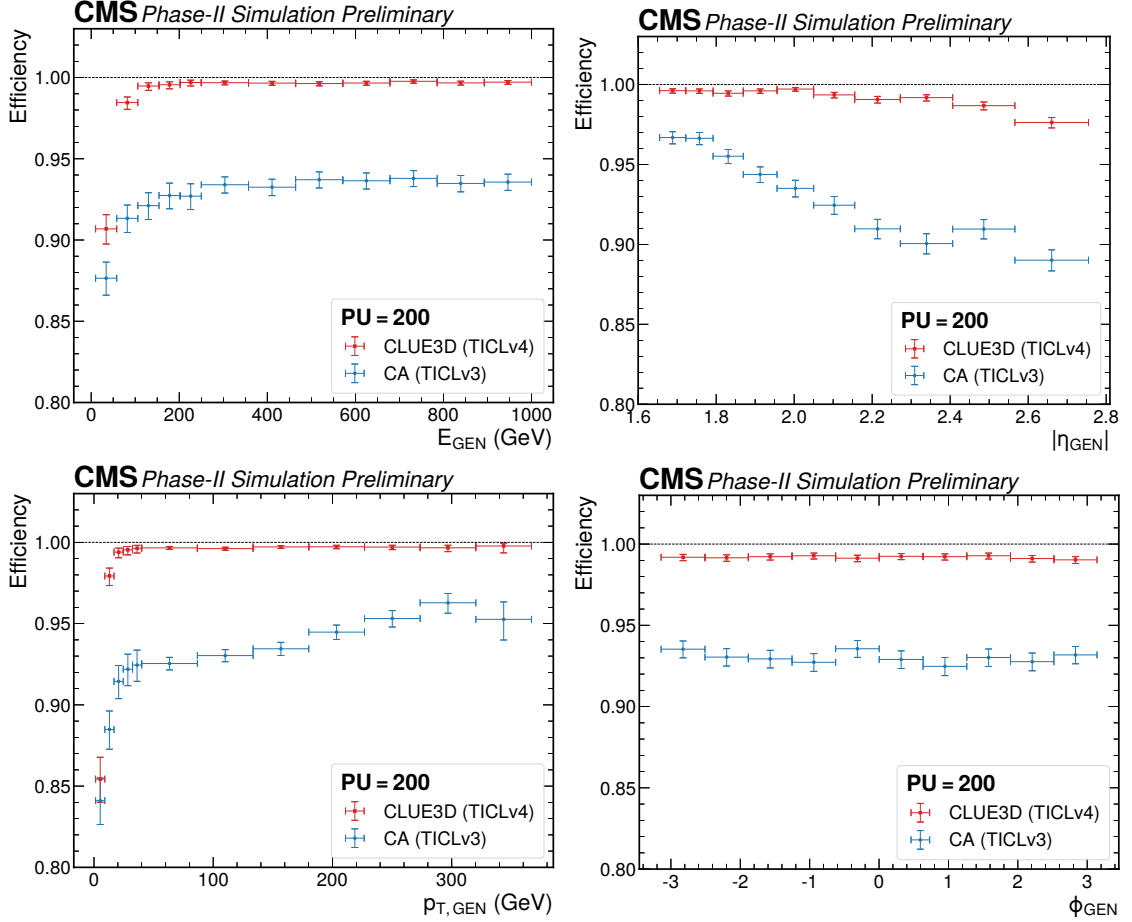 CMS Phase-II Simulation Preliminary
Efficiency
1.00
0.95
0.90
0.85
0.80
PU = 200
CLUE3D (TICLv4)
CA (TICLv3)
0 200 400 600 800 1000
E_GEN (GeV)
CMS Phase-II Simulation Preliminary
Efficiency
1.00
0.95
0.90
0.85
0.80
PU = 200
CLUE3D (TICLv4)
CA (TICLv3)
1.6 1.8 2.0 2.2 2.4 2.6 2.8
|η_GEN|
CMS Phase-II Simulation Preliminary
Efficiency
1.00
0.95
0.90
0.85
0.80
PU = 200
CLUE3D (TICLv4)
CA (TICLv3)
0 100 200 300
p_T, GEN (GeV)
CMS Phase-II Simulation Preliminary
Efficiency
1.00
0.95
0.90
0.85
0.80
PU = 200
CLUE3D (TICLv4)
CA (TICLv3)
-3 -2 -1 0 1 2 3
ϕ_GEN